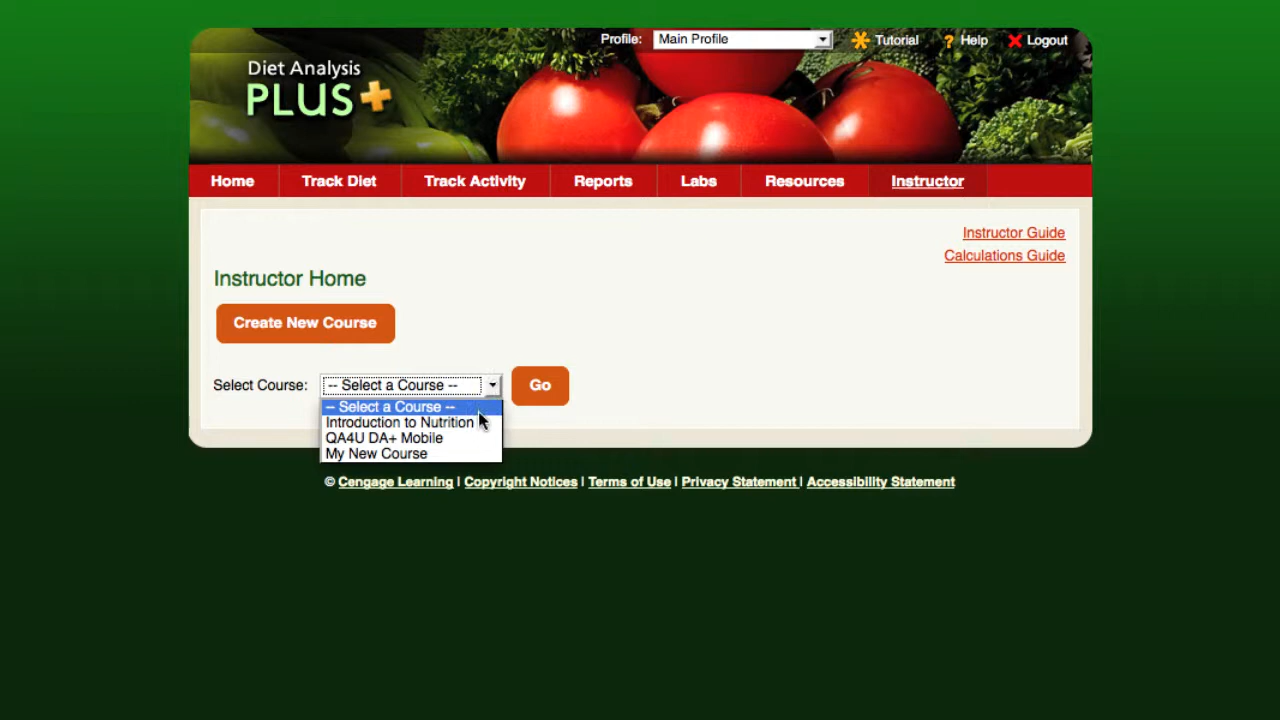 Profile: Main Profile Tutorial ? Help Logout
Diet Analysis
PLUS+
Home Track Diet Track Activity Reports Labs Resources Instructor
Instructor Guide
Calculations Guide
Instructor Home
Create New Course
Select Course: -- Select a Course -- Go
-- Select a Course --
Introduction to Nutrition
QA4U DA+ Mobile
My New Course
© Cengage Learning | Copyright Notices | Terms of Use | Privacy Statement | Accessibility Statement